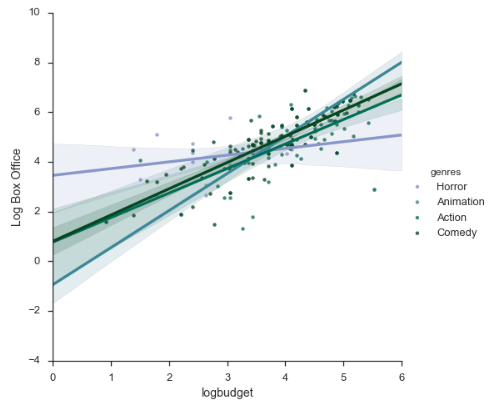 10
8
6
4
2
0
−2
−4
0 1 2 3 4 5 6
Log Box Office
logbudget
genres
Horror
Animation
Action
Comedy